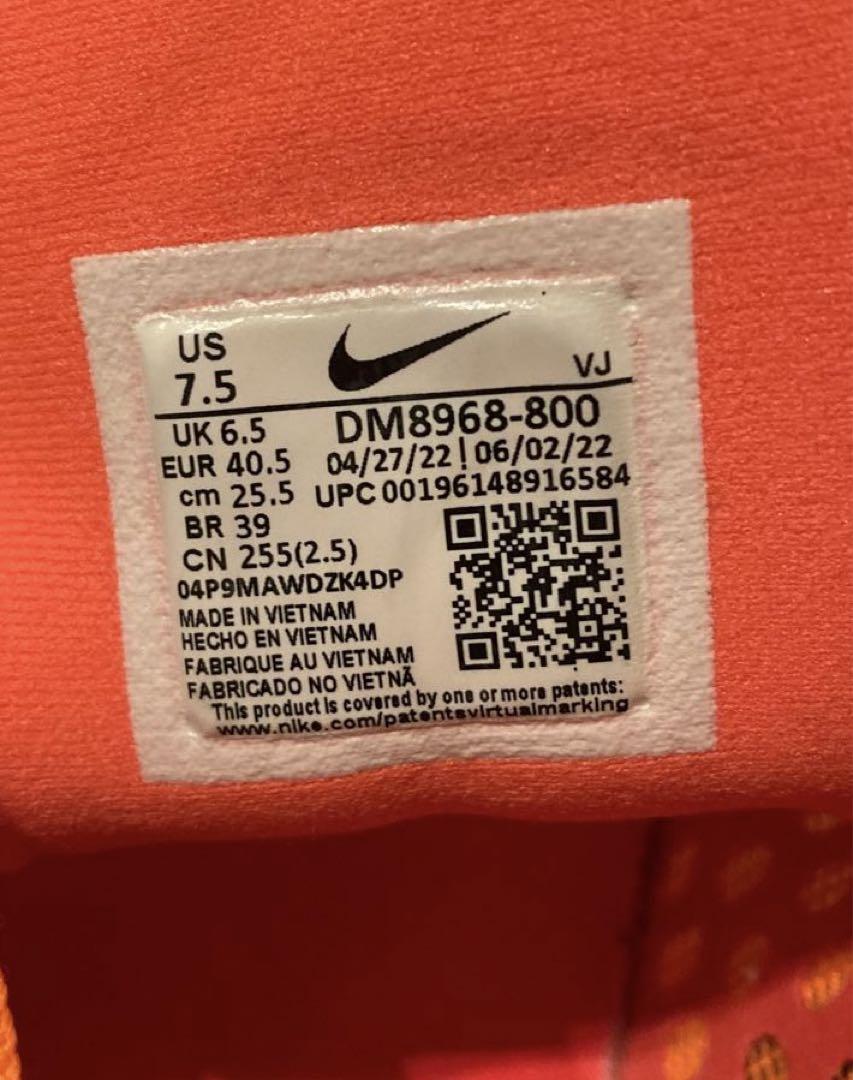 US
7.5
VJ
UK 6.5
DM8968-800
EUR 40.5
04/27/22 | 06/02/22
cm 25.5
UPC 00196148916584
BR 39
CN 255(2.5)
04P9MAWDZK4DP
MADE IN VIETNAM
HECHO EN VIETNAM
FABRIQUE AU VIETNAM
FABRICADO NO VIETNÃ
This product is covered by one or more patents:
www.nike.com/patentsvirtualmarking